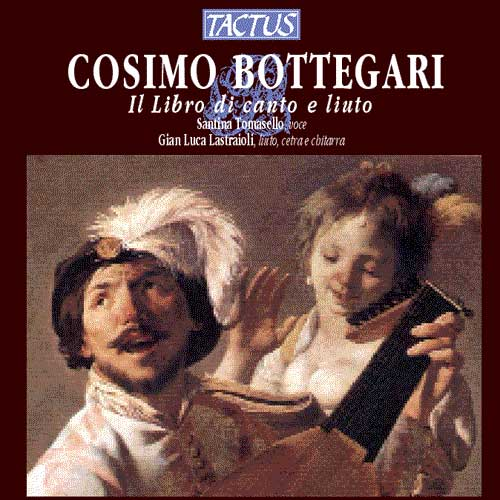 TACTUS
COSIMO BOTTEGARI
Il Libro di canto e liuto
Santina Tomasello, voce
Gian Luca Lastraioli, liuto, cetra e chitarra